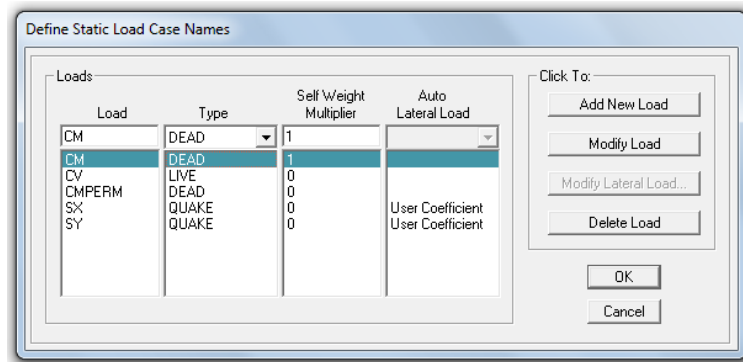 Define Static Load Case Names
Loads
Click To:
Load Type Self Weight Multiplier Auto Lateral Load
CM DEAD 1
CM DEAD 1
CV LIVE 0
CMPERM DEAD 0
SX QUAKE 0 User Coefficient
SY QUAKE 0 User Coefficient
Add New Load
Modify Load
Modify Lateral Load...
Delete Load
OK
Cancel